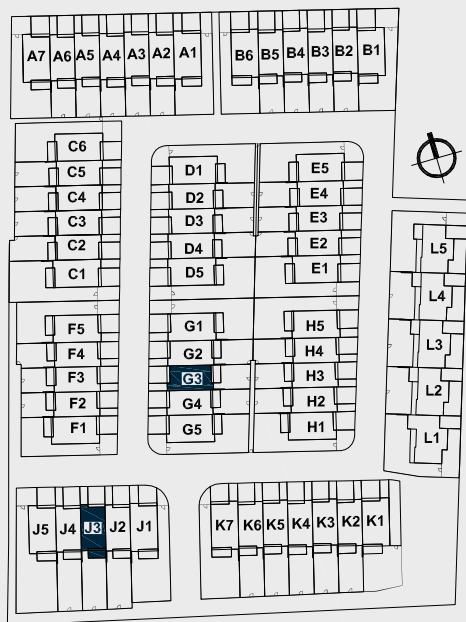 A7 A6 A5 A4 A3 A2 A1
B6 B5 B4 B3 B2 B1
C6
C5
C4
C3
C2
C1
D1
D2
D3
D4
D5
E5
E4
E3
E2
E1
F5
F4
F3
F2
F1
G1
G2
G3
G4
G5
H5
H4
H3
H2
H1
L5
L4
L3
L2
L1
J5 J4 J3 J2 J1
K7 K6 K5 K4 K3 K2 K1